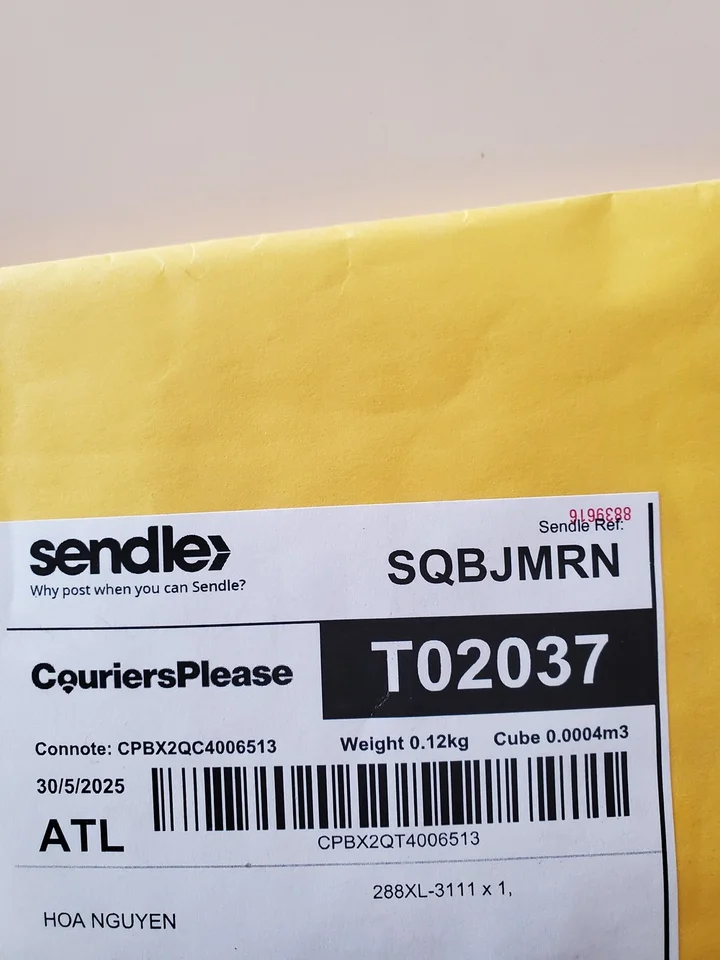 8839616
Sendle Ref:
sendle
SQBJMRN
Why post when you can Sendle?
CouriersPlease
T02037
Connote: CPBX2QC4006513
Weight 0.12kg
Cube 0.0004m3
30/5/2025
ATL
CPBX2QT4006513
288XL-3111 x 1,
HOA NGUYEN